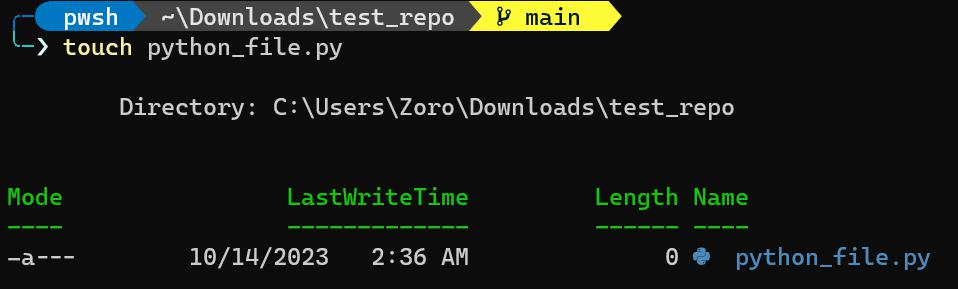 pwsh ~\Downloads\test_repo main
❯ touch python_file.py
Directory: C:\Users\Zoro\Downloads\test_repo
Mode LastWriteTime Length Name
---- ------------- ------ ----
-a--- 10/14/2023 2:36 AM 0 python_file.py